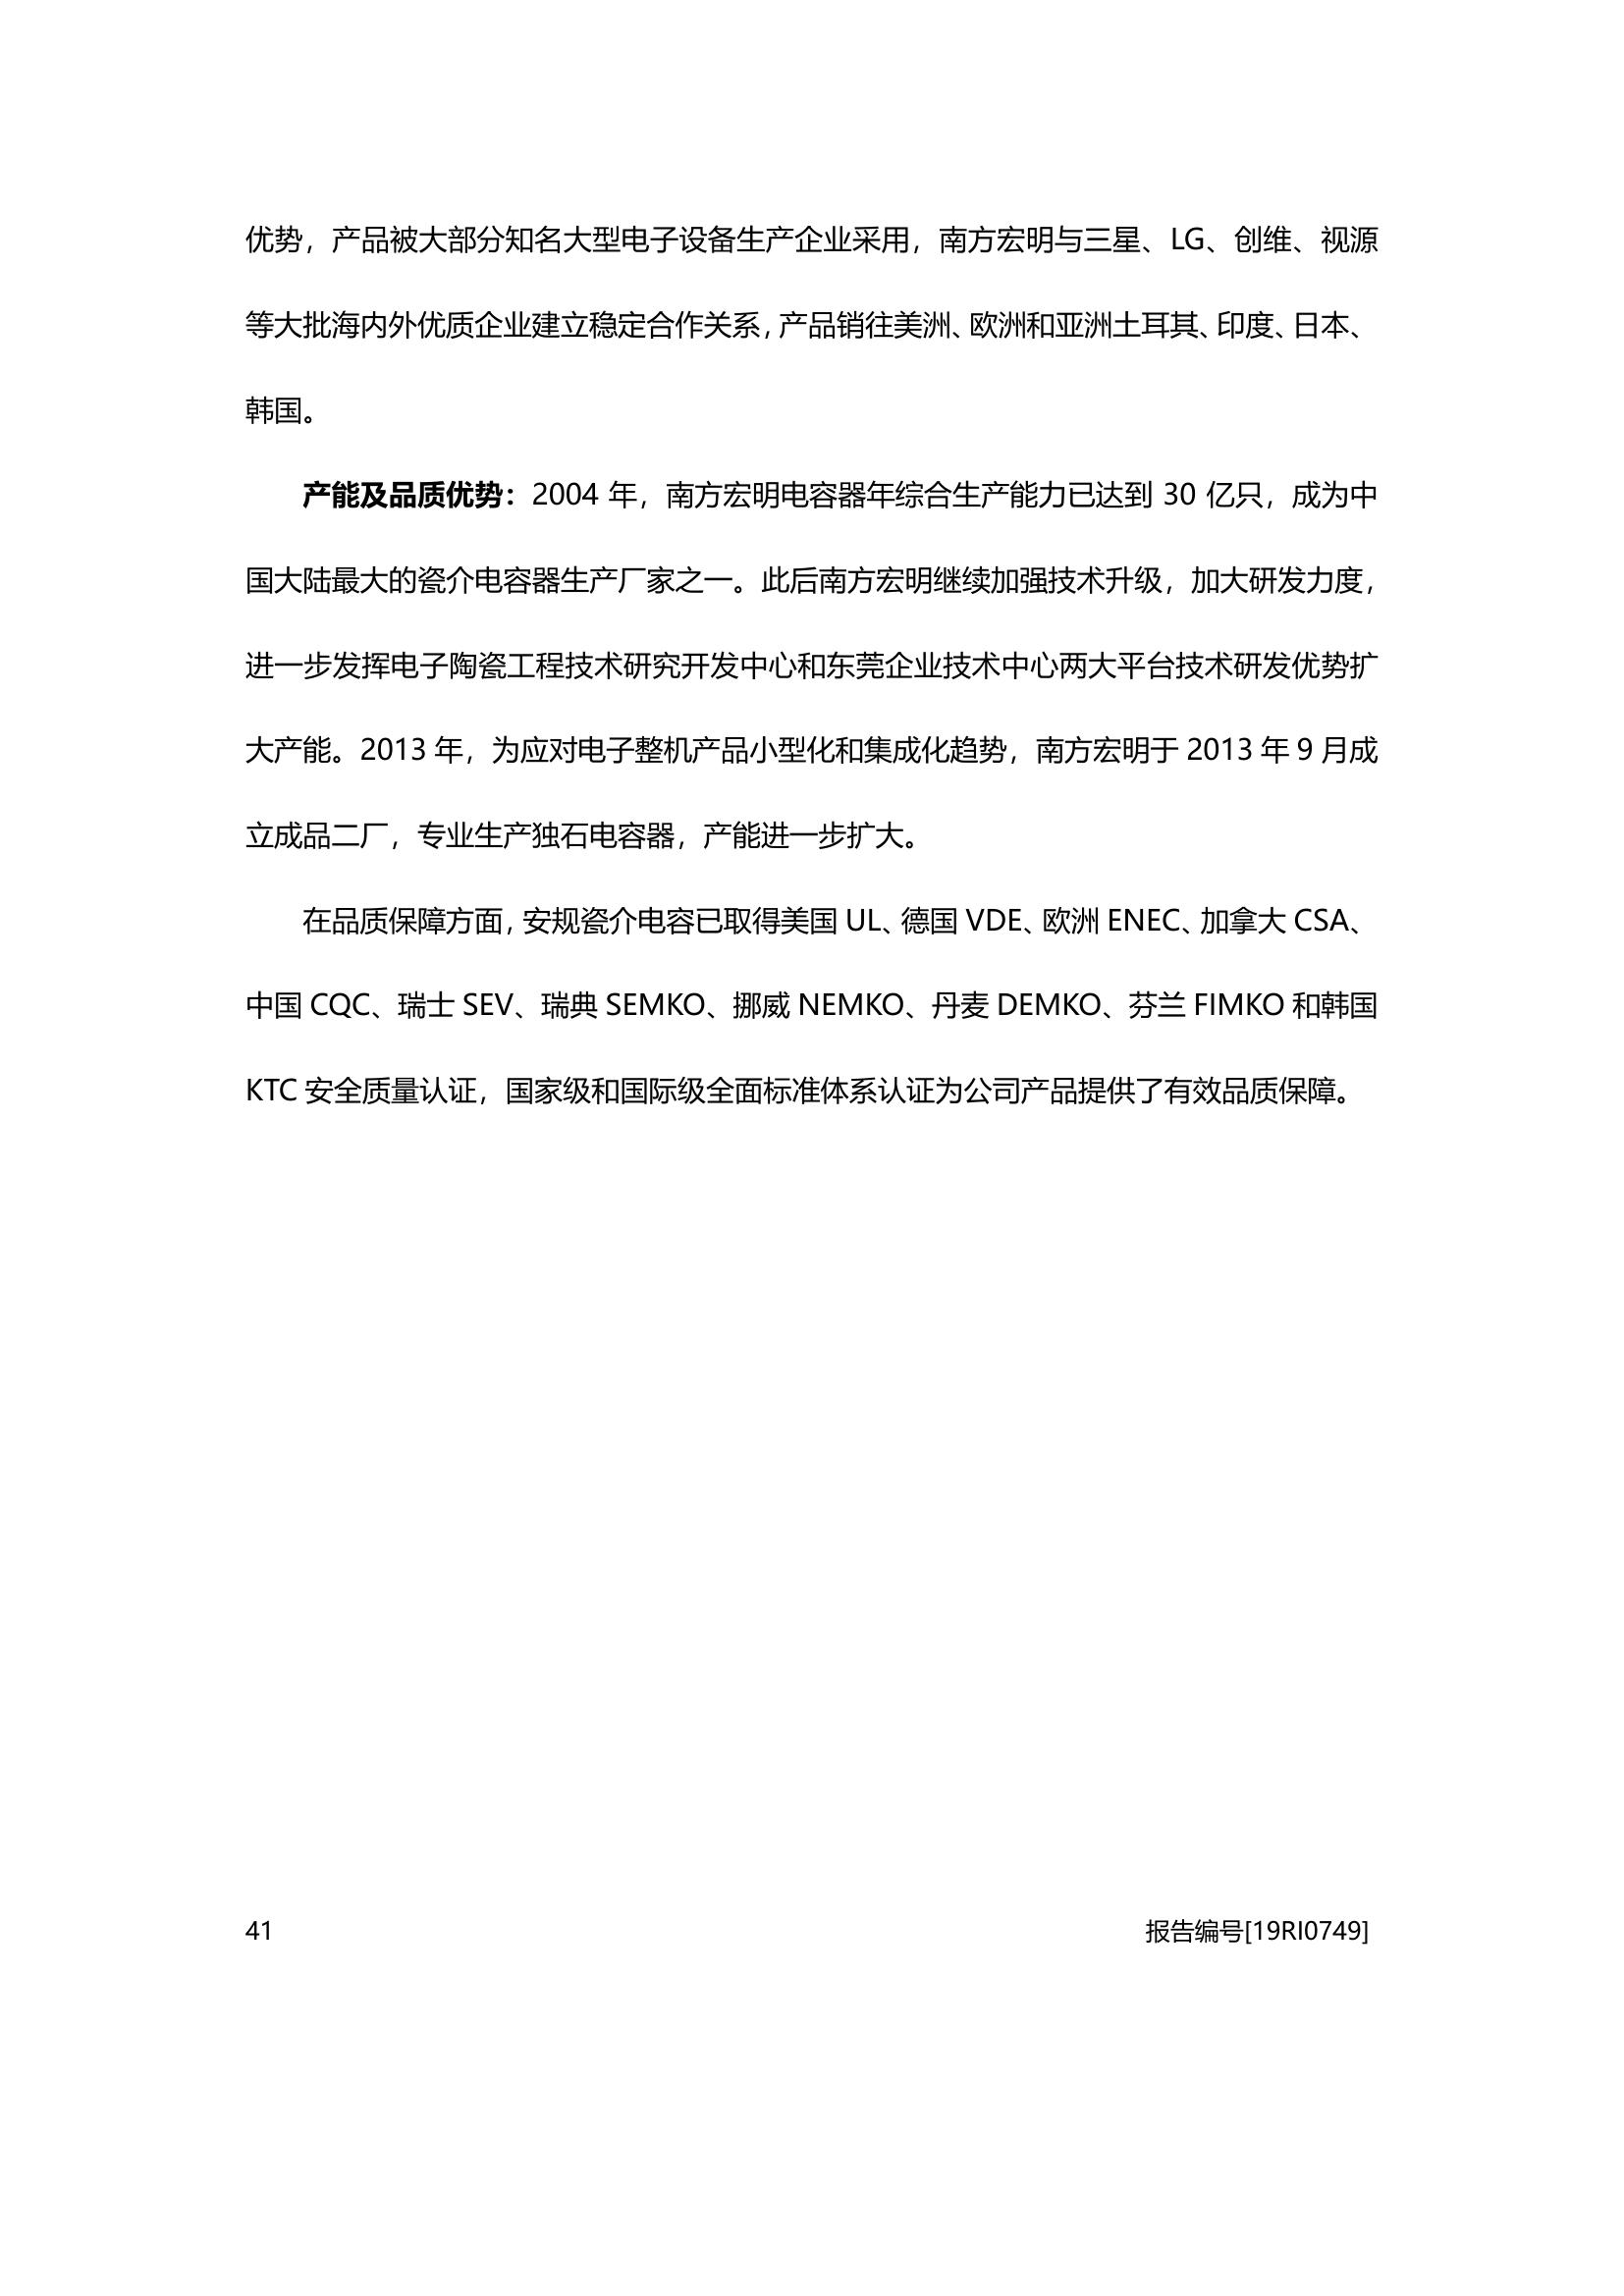 优势，产品被大部分知名大型电子设备生产企业采用，南方宏明与三星、LG、创维、视源
等大批海内外优质企业建立稳定合作关系，产品销往美洲、欧洲和亚洲土耳其、印度、日本、
韩国。
产能及品质优势：2004 年，南方宏明电容器年综合生产能力已达到 30 亿只，成为中
国大陆最大的瓷介电容器生产厂家之一。此后南方宏明继续加强技术升级，加大研发力度，
进一步发挥电子陶瓷工程技术研究开发中心和东莞企业技术中心两大平台技术研发优势扩
大产能。2013 年，为应对电子整机产品小型化和集成化趋势，南方宏明于 2013 年 9 月成
立成品二厂，专业生产独石电容器，产能进一步扩大。
在品质保障方面，安规瓷介电容已取得美国 UL、德国 VDE、欧洲 ENEC、加拿大 CSA、
中国 CQC、瑞士 SEV、瑞典 SEMKO、挪威 NEMKO、丹麦 DEMKO、芬兰 FIMKO 和韩国
KTC 安全质量认证，国家级和国际级全面标准体系认证为公司产品提供了有效品质保障。
41 报告编号[19RI0749]